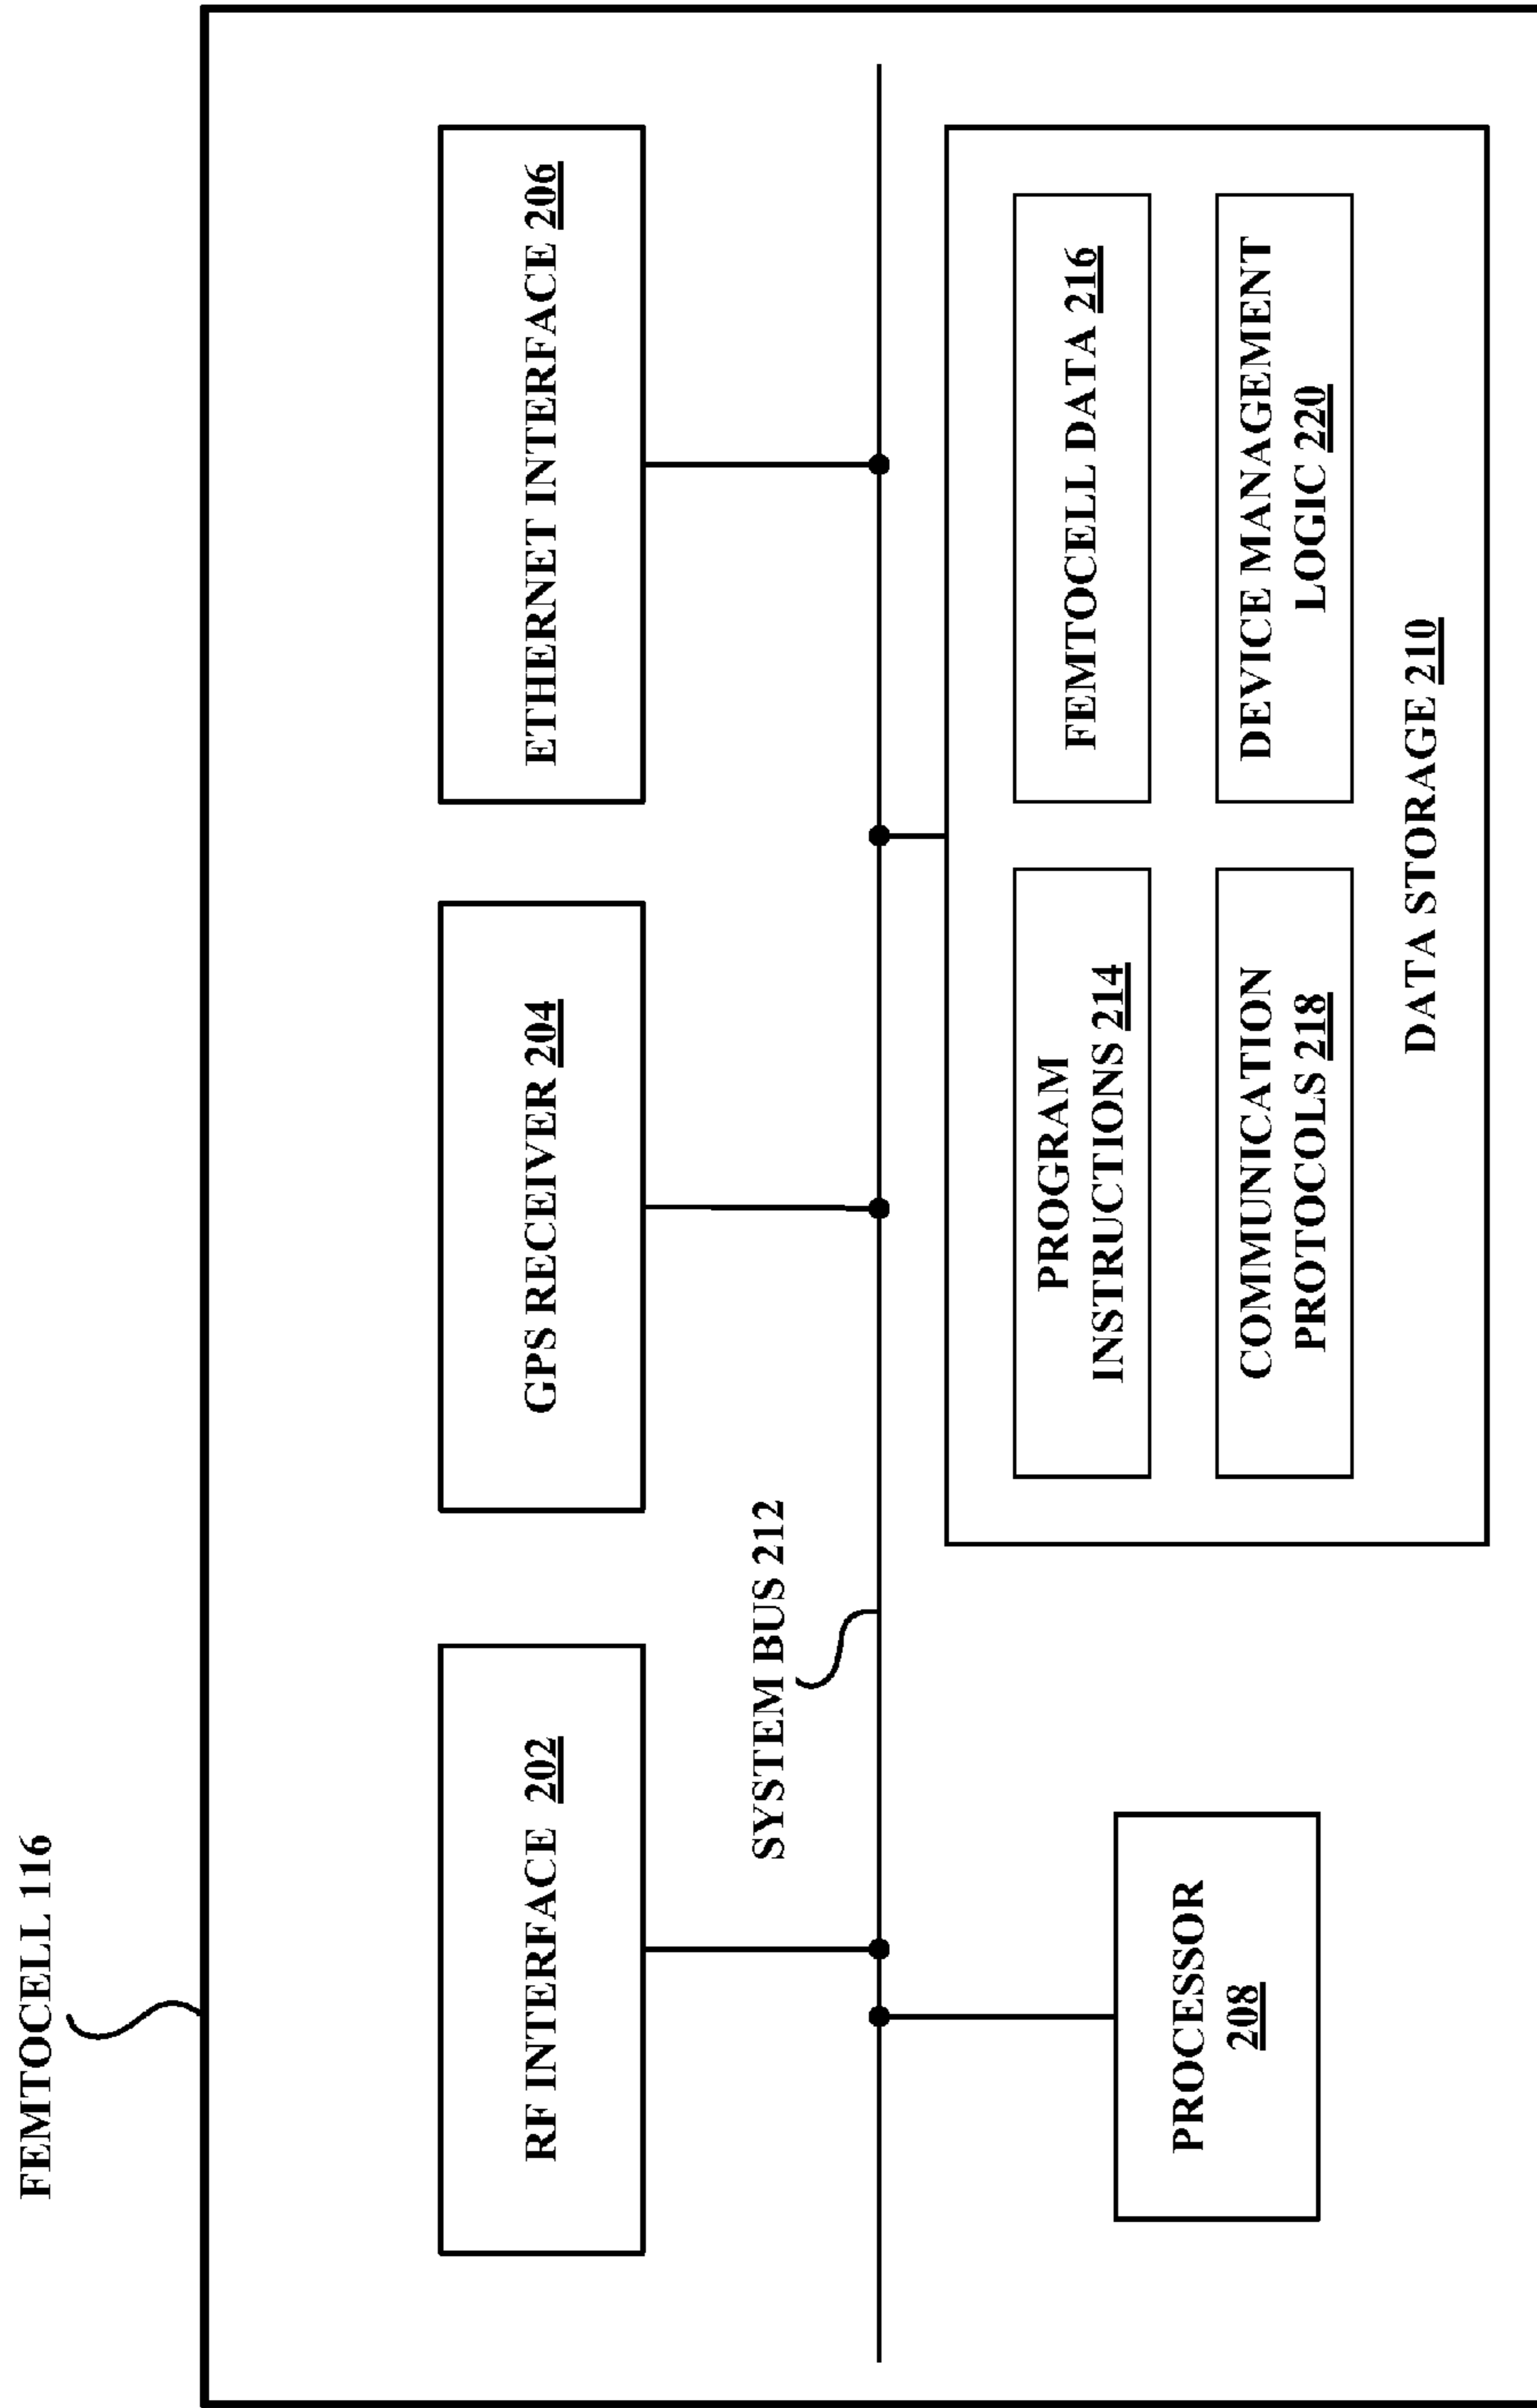 FEMTOCELL 116
RF INTERFACE 202
GPS RECEIVER 204
ETHERNET INTERFACE 206
SYSTEM BUS 212
PROCESSOR
208
PROGRAM
INSTRUCTIONS 214
FEMTOCELL DATA 216
COMMUNICATION
PROTOCOLS 218
DEVICE MANAGEMENT
LOGIC 220
DATA STORAGE 210